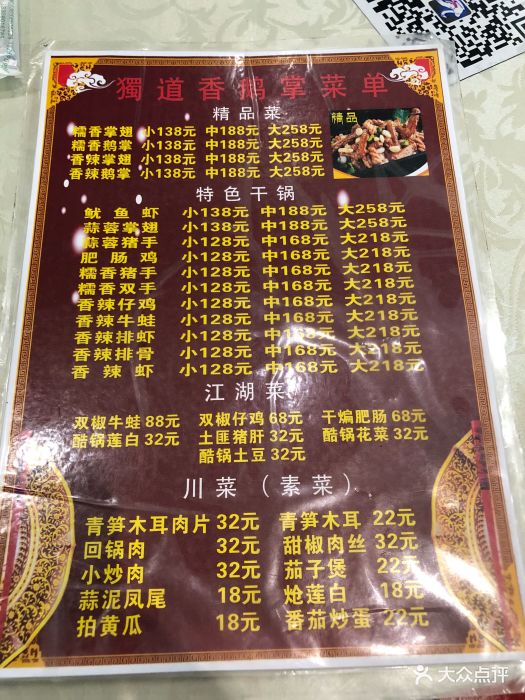 獨道香鹅掌菜单
精品菜
精品
糯香掌翅 小138元 中188元 大258元
糯香鹅掌 小138元 中188元 大258元
香辣掌翅 小138元 中188元 大258元
香辣鹅掌 小138元 中188元 大258元
特色干锅
鱿鱼虾 小138元 中188元 大258元
蒜蓉掌翅 小138元 中188元 大258元
蒜蓉猪手 小128元 中168元 大218元
肥肠鸡 小128元 中168元 大218元
糯香猪手 小128元 中168元 大218元
糯香双手 小128元 中168元 大218元
香辣仔鸡 小128元 中168元 大218元
香辣牛蛙 小128元 中168元 大218元
香辣排虾 小128元 中168元 大218元
香辣排骨 小128元 中168元 大218元
香辣虾 小128元 中168元 大218元
江湖菜
双椒牛蛙 88元 双椒仔鸡 68元 干煸肥肠 68元
酷锅莲白 32元 土匪猪肝 32元 酷锅花菜 32元
酷锅土豆 32元
川菜（素菜）
青笋木耳肉片 32元 青笋木耳 22元
回锅肉 32元 甜椒肉丝 32元
小炒肉 32元 茄子煲 22元
蒜泥凤尾 18元 炝莲白 18元
拍黄瓜 18元 番茄炒蛋 22元
大众点评